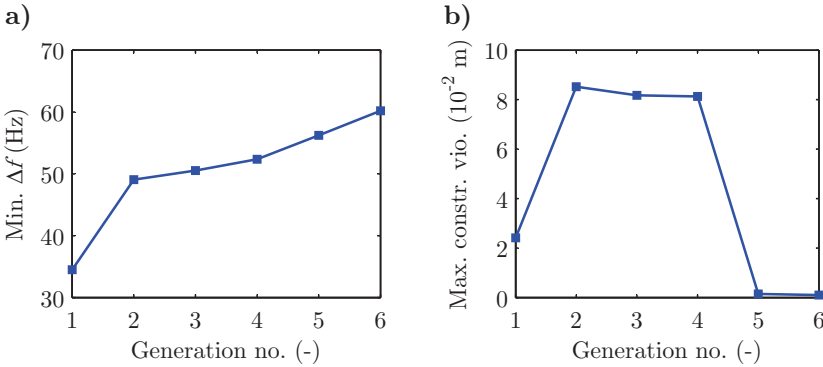 a)
70
60
50
40
30
Min. Δf (Hz)
1 2 3 4 5 6
Generation no. (-)
b)
10
8
6
4
2
0
Max. constr. vio. (10⁻² m)
1 2 3 4 5 6
Generation no. (-)